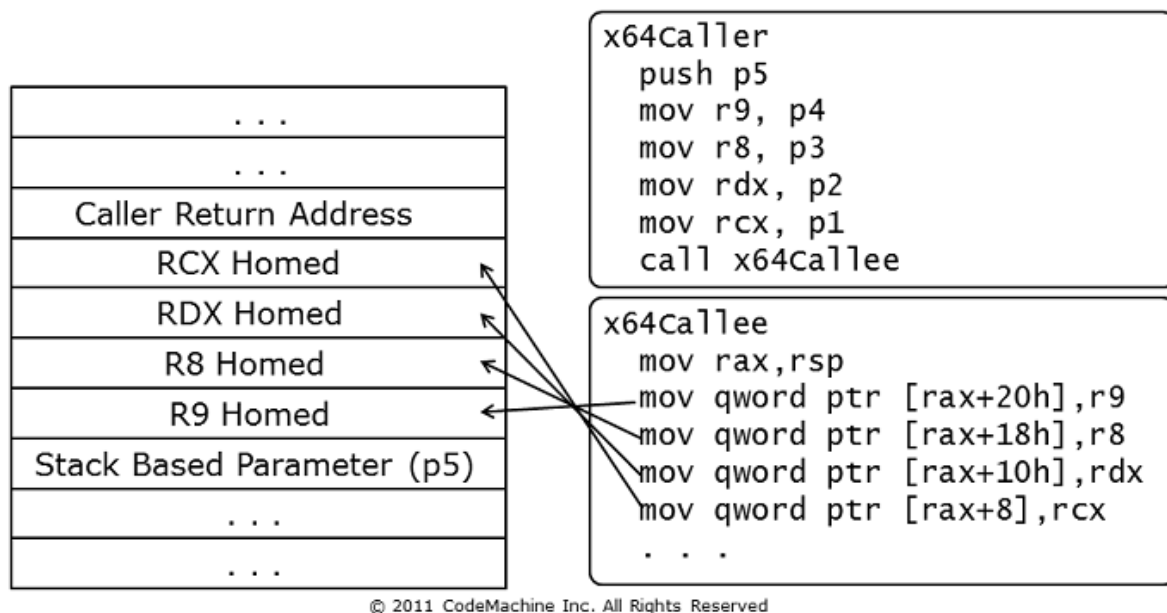 . . .
. . .
Caller Return Address
RCX Homed
RDX Homed
R8 Homed
R9 Homed
Stack Based Parameter (p5)
. . .
. . .
x64Caller
push p5
mov r9, p4
mov r8, p3
mov rdx, p2
mov rcx, p1
call x64Callee
x64Callee
mov rax,rsp
mov qword ptr [rax+20h],r9
mov qword ptr [rax+18h],r8
mov qword ptr [rax+10h],rdx
mov qword ptr [rax+8],rcx
. . .
© 2011 CodeMachine Inc. All Rights Reserved